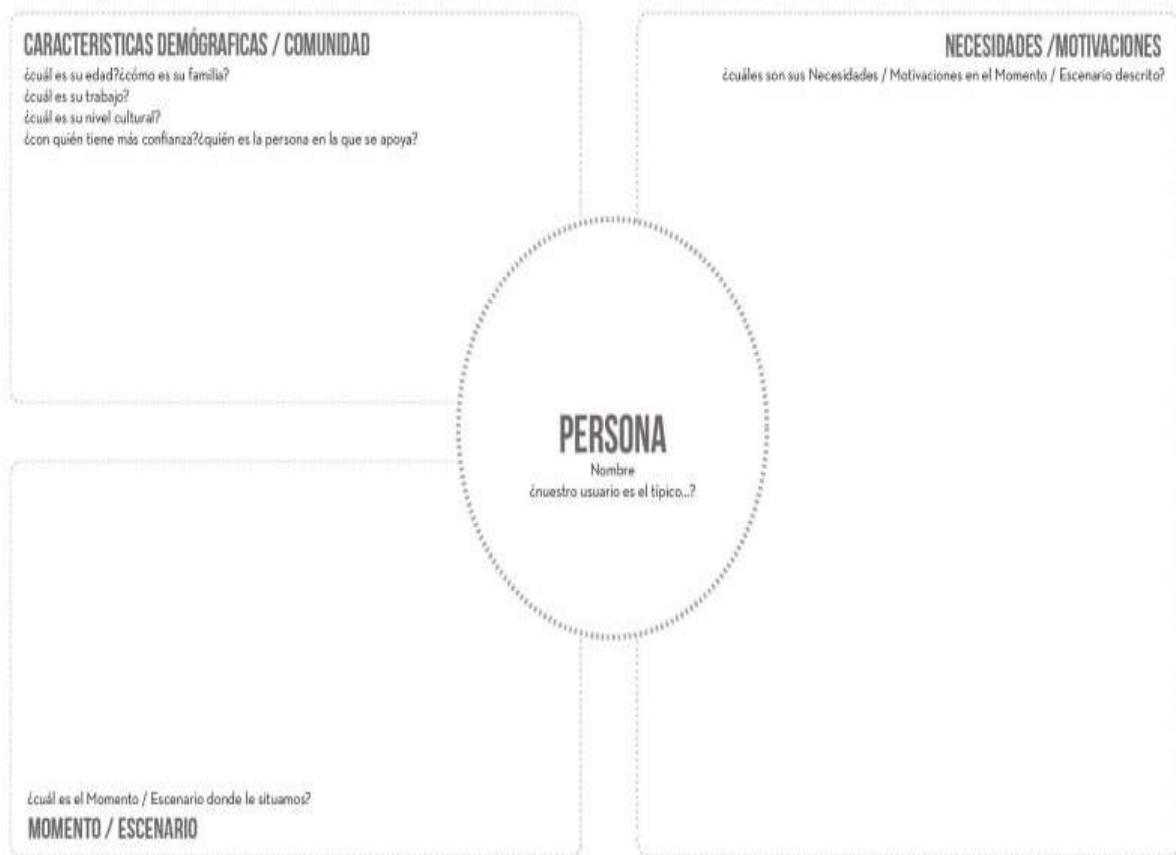 CARACTERISTICAS DEMÓGRAFICAS / COMUNIDAD
¿cuál es su edad?¿cómo es su familia?
¿cuál es su trabajo?
¿cuál es su nivel cultural?
¿con quién tiene más confianza?¿quién es la persona en la que se apoya?
NECESIDADES /MOTIVACIONES
¿cuáles son sus Necesidades / Motivaciones en el Momento / Escenario descrito?
PERSONA
Nombre
¿nuestro usuario es el típico...?
¿cuál es el Momento / Escenario donde le situamos?
MOMENTO / ESCENARIO